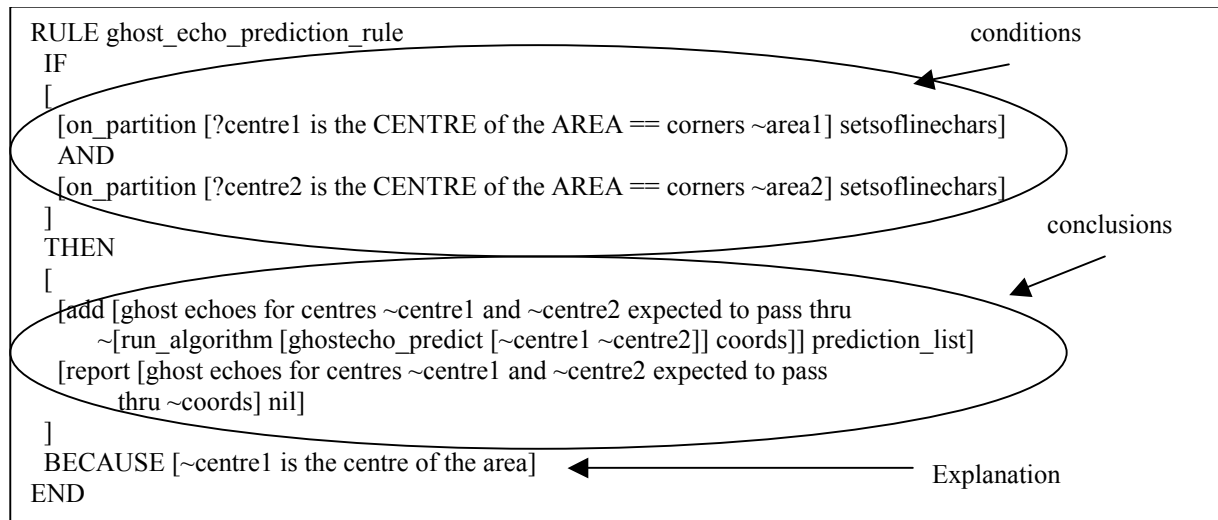 RULE ghost_echo_prediction_rule
conditions
IF
[
[on_partition [?centre1 is the CENTRE of the AREA == corners ~area1] setsoflinechars]
AND
[on_partition [?centre2 is the CENTRE of the AREA == corners ~area2] setsoflinechars]
]
THEN
conclusions
[
[add [ghost echoes for centres ~centre1 and ~centre2 expected to pass thru
~[run_algorithm [ghostecho_predict [~centre1 ~centre2]] coords]] prediction_list]
[report [ghost echoes for centres ~centre1 and ~centre2 expected to pass
thru ~coords] nil]
]
BECAUSE [~centre1 is the centre of the area]
Explanation
END